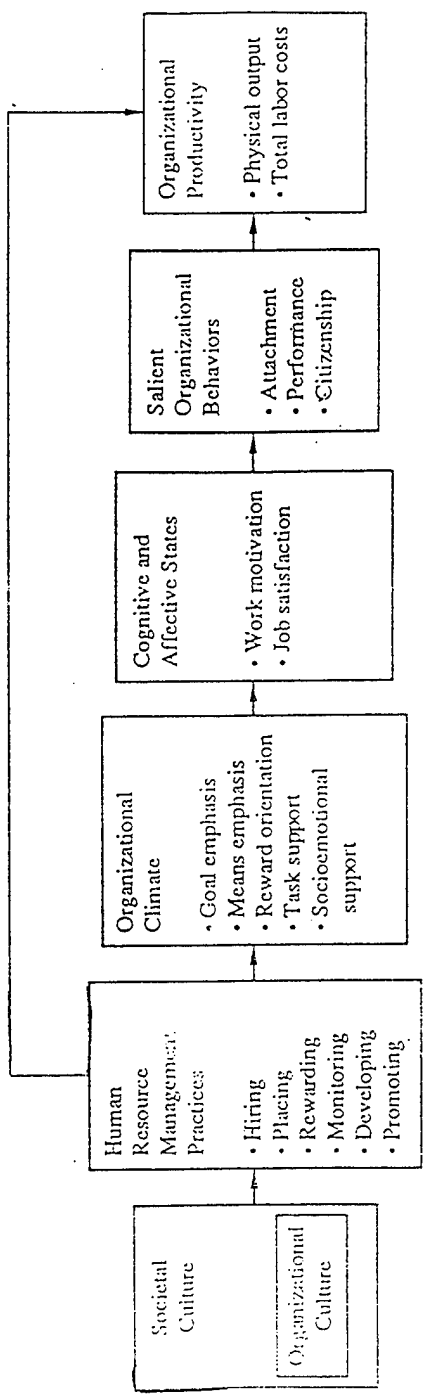 Societal
Culture
Organizational
Culture
Human
Resource
Management
Practices
• Hiring
• Placing
• Rewarding
• Monitoring
• Developing
• Promoting
Organizational
Climate
• Goal emphasis
• Means emphasis
• Reward orientation
• Task support
• Socioemotional
support
Cognitive and
Affective States
• Work motivation
• Job satisfaction
Salient
Organizational
Behaviors
• Attachment
• Performance
• Citizenship
Organizational
Productivity
• Physical output
• Total labor costs